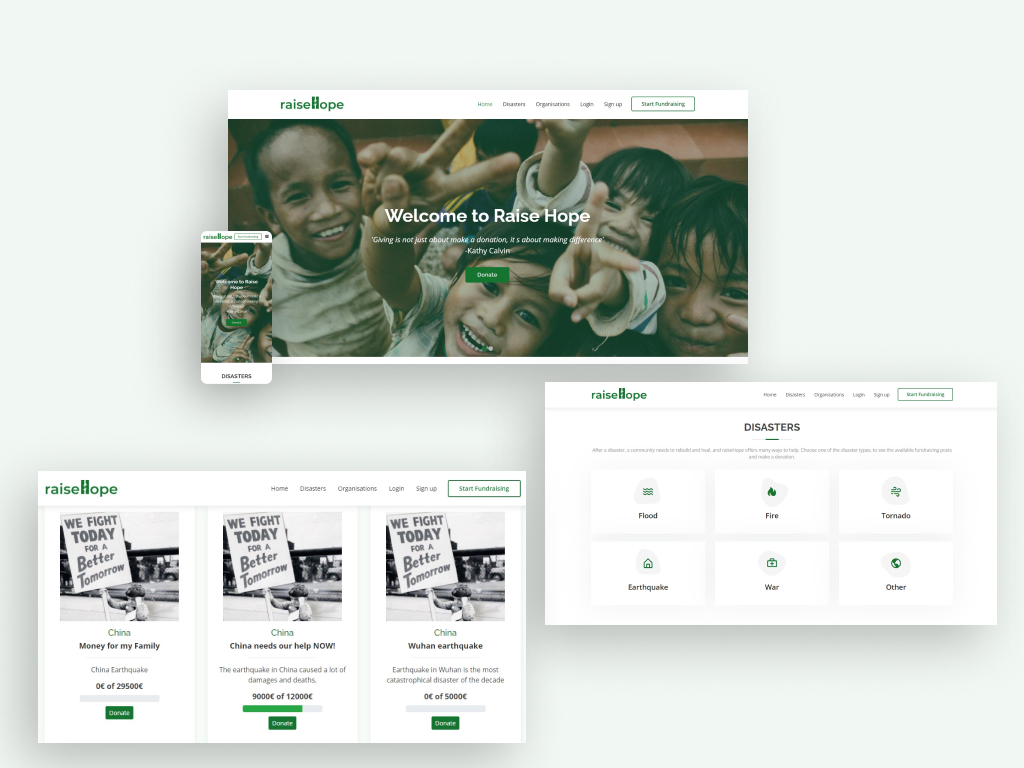 raiseHope
Home Disasters Organisations Login Sign up Start Fundraising
Welcome to Raise Hope
'Giving is not just about make a donation, it s about making difference'
-Kathy Calvin
Donate
raiseHope
Welcome to Raise
Hope
Donate
DISASTERS
raiseHope
Home Disasters Organisations Login Sign up Start Fundraising
DISASTERS
After a disaster, a community needs to rebuild and heal, and raiseHope offers many ways to help. Choose one of the disaster types, to see the available fundraising posts
and make a donation.
Flood
Fire
Tornado
Earthquake
War
Other
raiseHope
Home Disasters Organisations Login Sign up Start Fundraising
WE FIGHT
TODAY
FOR A
Better
Tomorrow
China
Money for my Family
China Earthquake
0€ of 29500€
Donate
WE FIGHT
TODAY
FOR A
Better
Tomorrow
China
China needs our help NOW!
The earthquake in China caused a lot of
damages and deaths.
9000€ of 12000€
Donate
WE FIGHT
TODAY
FOR A
Better
Tomorrow
China
Wuhan earthquake
Earthquake in Wuhan is the most
catastrophical disaster of the decade
0€ of 5000€
Donate